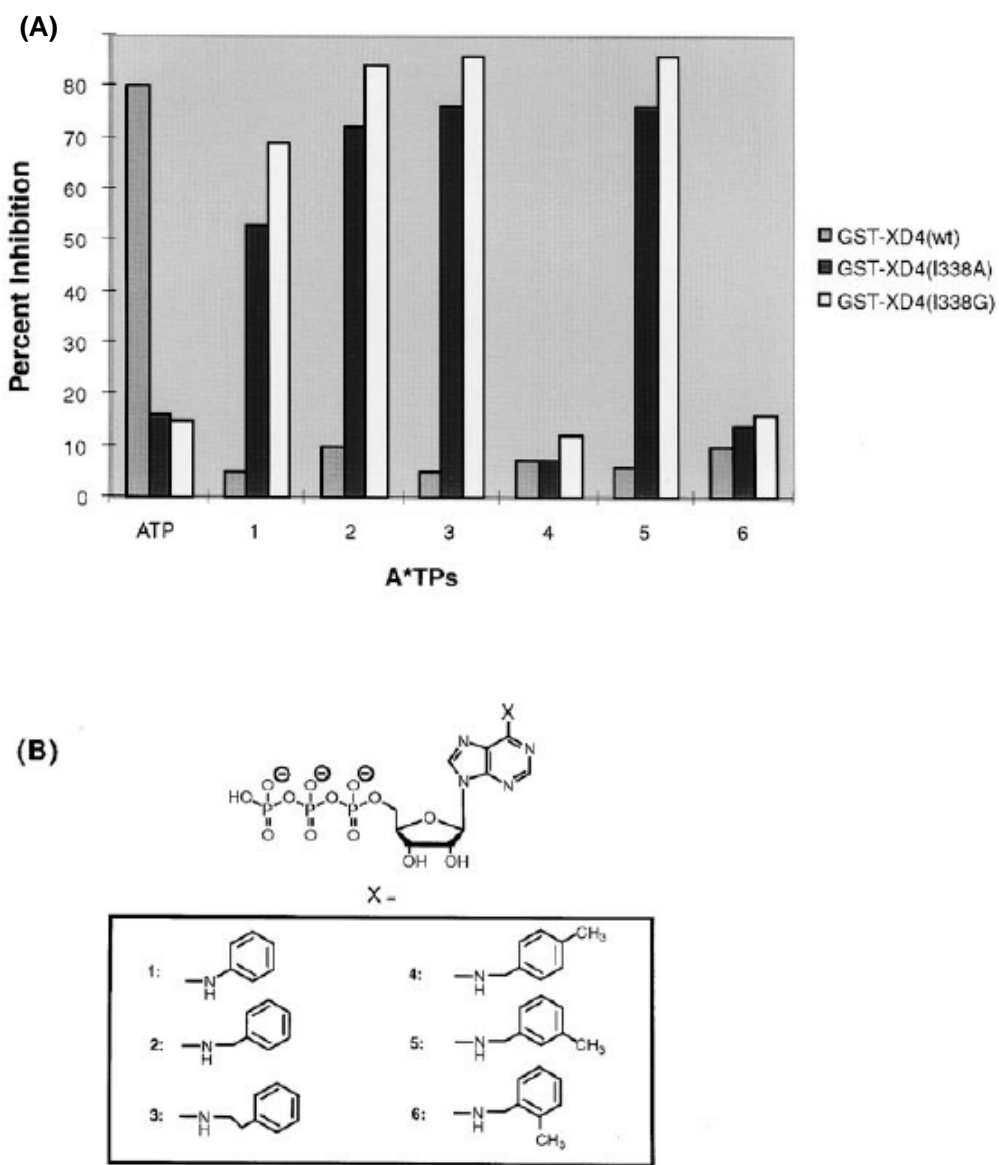 (A)
Percent Inhibition
80
70
60
50
40
30
20
10
0
ATP 1 2 3 4 5 6
A*TPs
GST-XD4(wt)
GST-XD4(I338A)
GST-XD4(I338G)
(B)
X
N N
N N
O⊖ O⊖ O⊖
HO P O P O P O O
O O O
OH OH
X =
1: N H
2: N H
3: N H
4: N H CH3
5: N H CH3
6: N H CH3